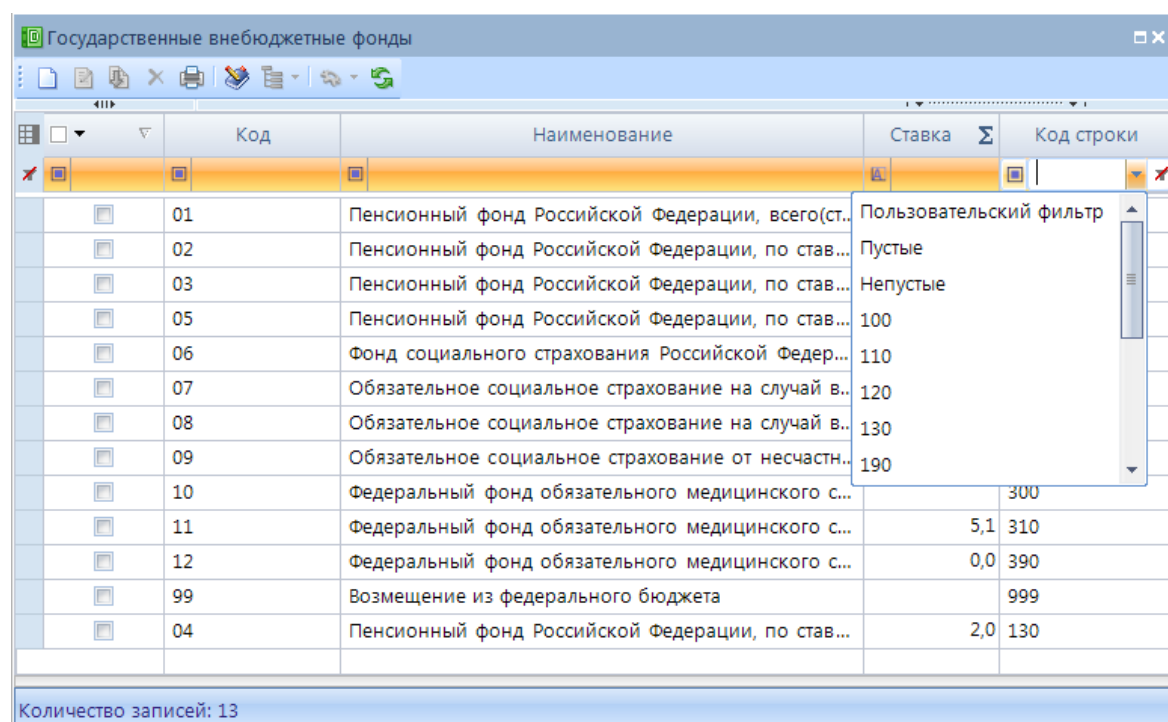 Государственные внебюджетные фонды
Код Наименование Ставка Σ Код строки
Пользовательский фильтр
Пустые
Непустые
100
110
120
130
190
01 Пенсионный фонд Российской Федерации, всего(ст..
02 Пенсионный фонд Российской Федерации, по став...
03 Пенсионный фонд Российской Федерации, по став...
05 Пенсионный фонд Российской Федерации, по став...
06 Фонд социального страхования Российской Федер...
07 Обязательное социальное страхование на случай в..
08 Обязательное социальное страхование на случай в..
09 Обязательное социальное страхование от несчастн..
10 Федеральный фонд обязательного медицинского с... 300
11 Федеральный фонд обязательного медицинского с... 5,1 310
12 Федеральный фонд обязательного медицинского с... 0,0 390
99 Возмещение из федерального бюджета 999
04 Пенсионный фонд Российской Федерации, по став... 2,0 130
Количество записей: 13